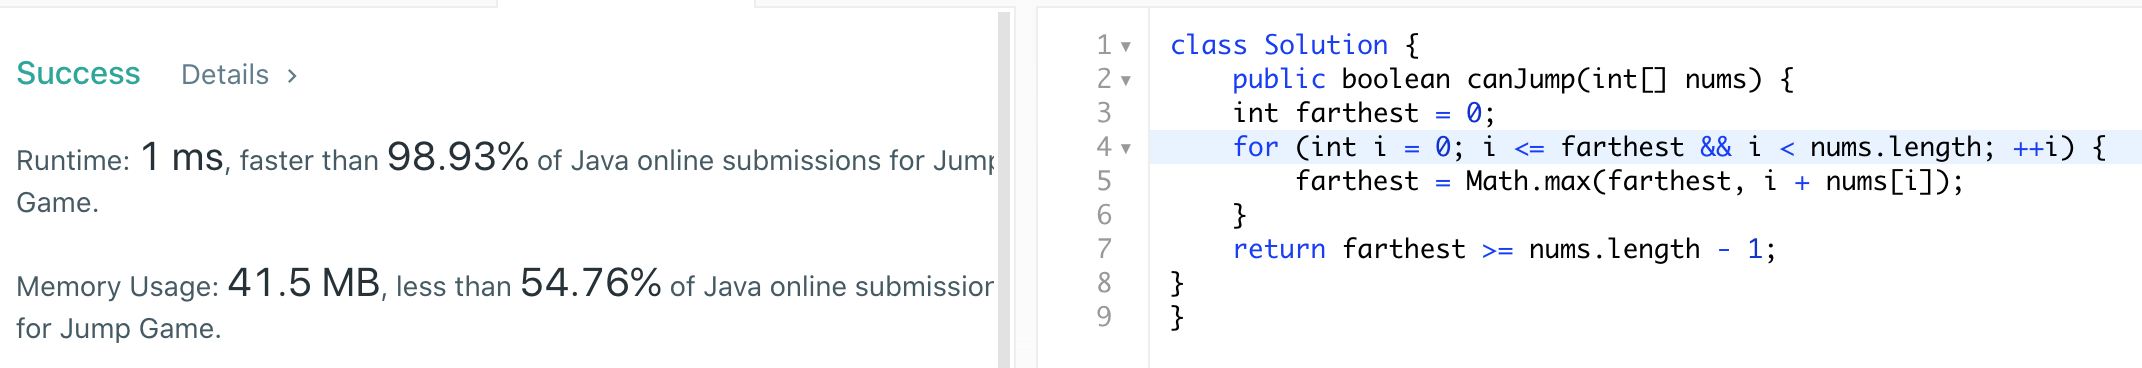 Success Details >
Runtime: 1 ms, faster than 98.93% of Java online submissions for Jump
Game.
Memory Usage: 41.5 MB, less than 54.76% of Java online submission
for Jump Game.
1 class Solution {
2     public boolean canJump(int[] nums) {
3     int farthest = 0;
4     for (int i = 0; i <= farthest && i < nums.length; ++i) {
5         farthest = Math.max(farthest, i + nums[i]);
6     }
7     return farthest >= nums.length - 1;
8 }
9 }